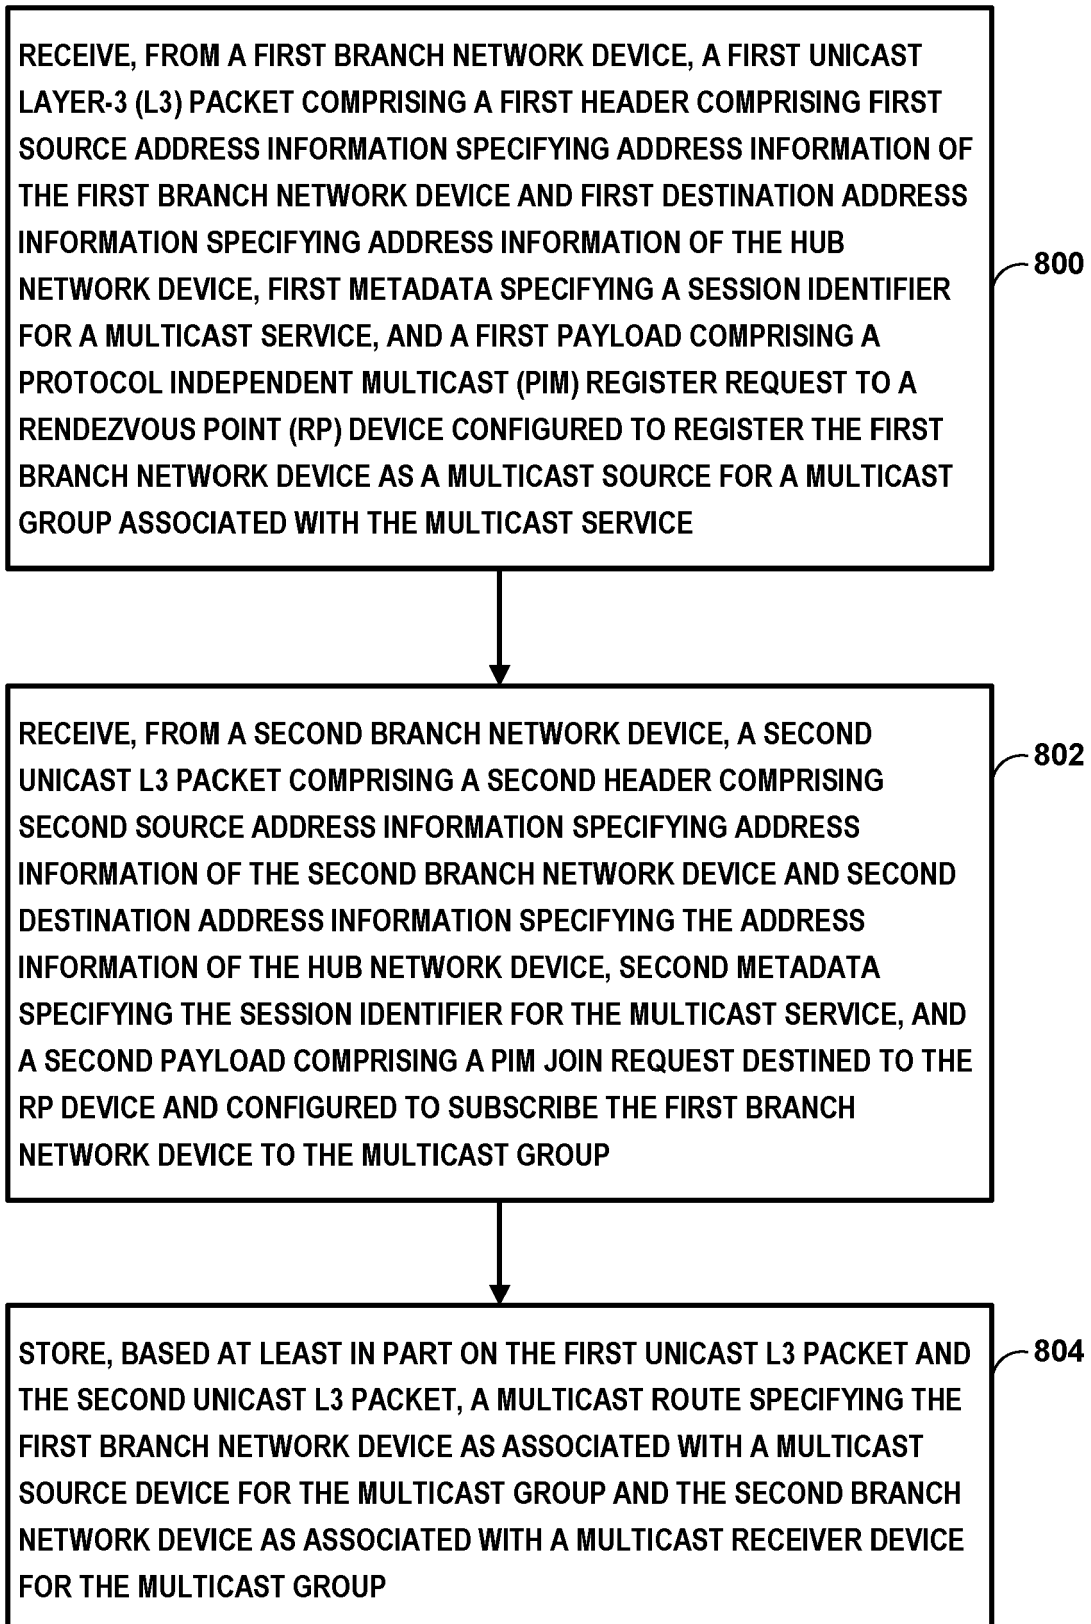 RECEIVE, FROM A FIRST BRANCH NETWORK DEVICE, A FIRST UNICAST
LAYER-3 (L3) PACKET COMPRISING A FIRST HEADER COMPRISING FIRST
SOURCE ADDRESS INFORMATION SPECIFYING ADDRESS INFORMATION OF
THE FIRST BRANCH NETWORK DEVICE AND FIRST DESTINATION ADDRESS
INFORMATION SPECIFYING ADDRESS INFORMATION OF THE HUB
NETWORK DEVICE, FIRST METADATA SPECIFYING A SESSION IDENTIFIER
FOR A MULTICAST SERVICE, AND A FIRST PAYLOAD COMPRISING A
PROTOCOL INDEPENDENT MULTICAST (PIM) REGISTER REQUEST TO A
RENDEZVOUS POINT (RP) DEVICE CONFIGURED TO REGISTER THE FIRST
BRANCH NETWORK DEVICE AS A MULTICAST SOURCE FOR A MULTICAST
GROUP ASSOCIATED WITH THE MULTICAST SERVICE
800
RECEIVE, FROM A SECOND BRANCH NETWORK DEVICE, A SECOND
UNICAST L3 PACKET COMPRISING A SECOND HEADER COMPRISING
SECOND SOURCE ADDRESS INFORMATION SPECIFYING ADDRESS
INFORMATION OF THE SECOND BRANCH NETWORK DEVICE AND SECOND
DESTINATION ADDRESS INFORMATION SPECIFYING THE ADDRESS
INFORMATION OF THE HUB NETWORK DEVICE, SECOND METADATA
SPECIFYING THE SESSION IDENTIFIER FOR THE MULTICAST SERVICE, AND
A SECOND PAYLOAD COMPRISING A PIM JOIN REQUEST DESTINED TO THE
RP DEVICE AND CONFIGURED TO SUBSCRIBE THE FIRST BRANCH
NETWORK DEVICE TO THE MULTICAST GROUP
802
STORE, BASED AT LEAST IN PART ON THE FIRST UNICAST L3 PACKET AND
THE SECOND UNICAST L3 PACKET, A MULTICAST ROUTE SPECIFYING THE
FIRST BRANCH NETWORK DEVICE AS ASSOCIATED WITH A MULTICAST
SOURCE DEVICE FOR THE MULTICAST GROUP AND THE SECOND BRANCH
NETWORK DEVICE AS ASSOCIATED WITH A MULTICAST RECEIVER DEVICE
FOR THE MULTICAST GROUP
804